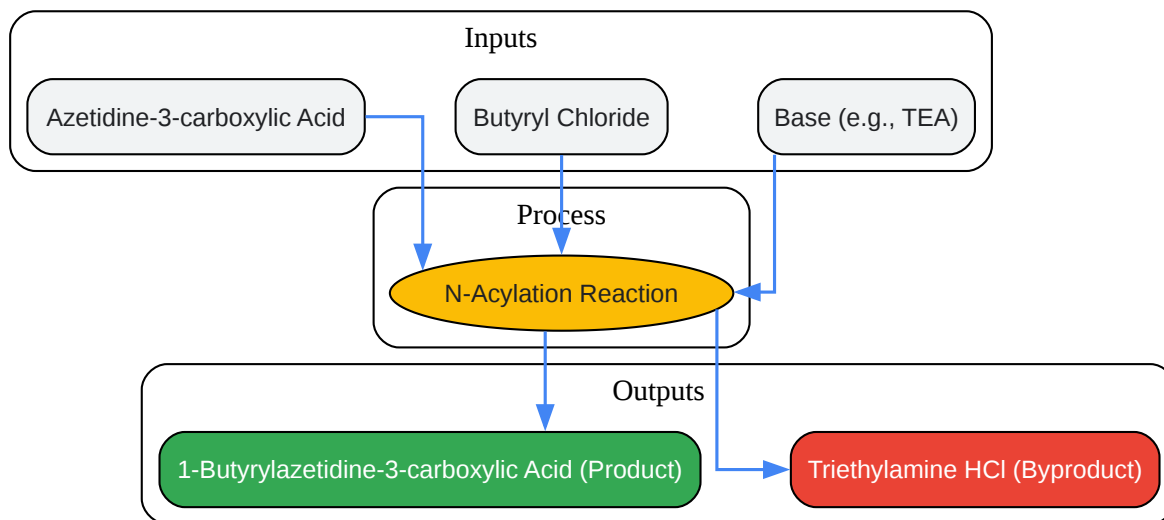 Inputs
Azetidine-3-carboxylic Acid
Butyryl Chloride
Base (e.g., TEA)
Process
N-Acylation Reaction
Outputs
1-Butyrylazetidine-3-carboxylic Acid (Product)
Triethylamine HCl (Byproduct)